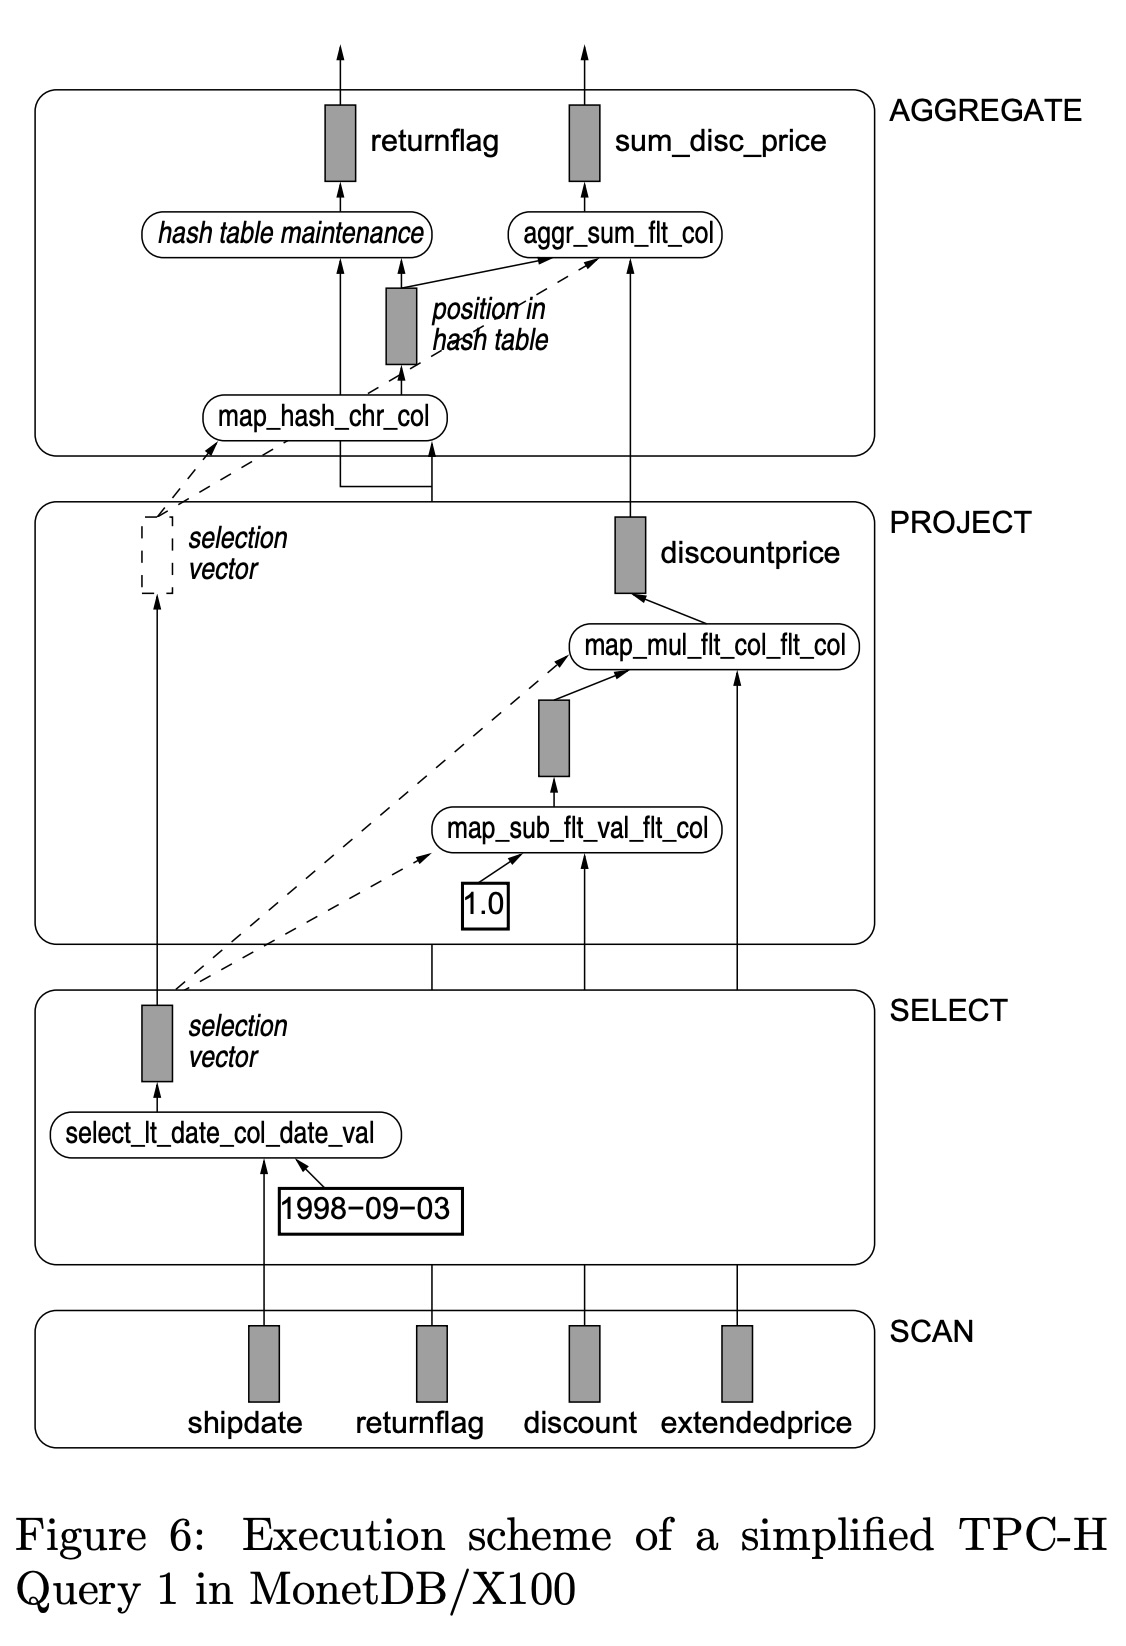 AGGREGATE
returnflag
sum_disc_price
hash table maintenance
aggr_sum_flt_col
position in
hash table
map_hash_chr_col
PROJECT
selection
vector
discountprice
map_mul_flt_col_flt_col
map_sub_flt_val_flt_col
1.0
SELECT
selection
vector
select_lt_date_col_date_val
1998−09−03
SCAN
shipdate
returnflag
discount
extendedprice
Figure 6: Execution scheme of a simplified TPC-H
Query 1 in MonetDB/X100